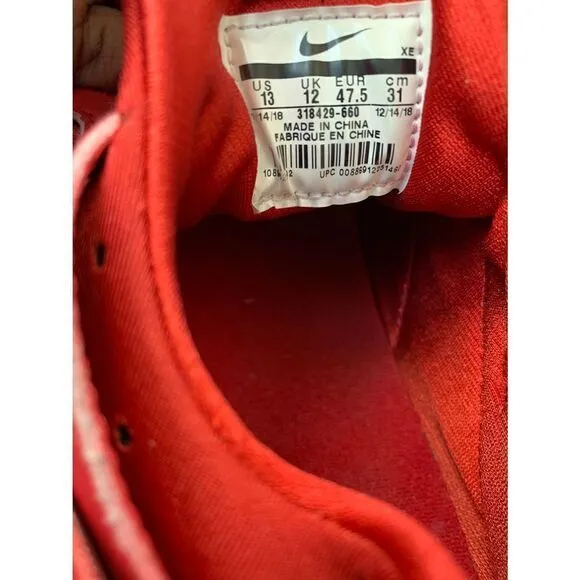 XE
US UK EUR cm
13 12 47.5 31
14/18 318429-660 12/14/18
MADE IN CHINA
FABRIQUE EN CHINE
UPC